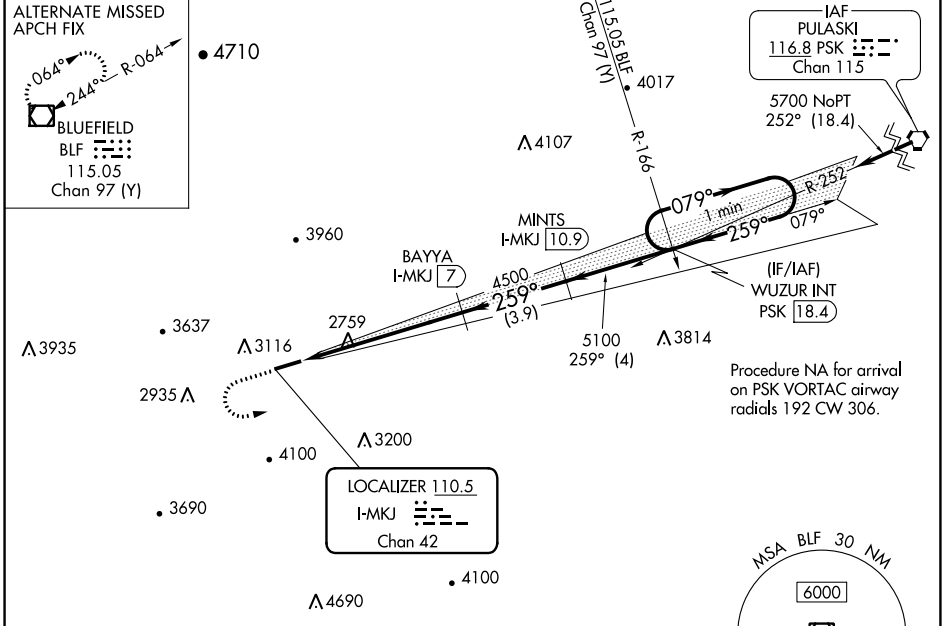 ALTERNATE MISSED
APCH FIX
064°
244°
R-064
BLUEFIELD
BLF
115.05
Chan 97 (Y)
4710
115.05 BLF
Chan 97 (Y)
4017
R-166
IAF
PULASKI
116.8 PSK
Chan 115
5700 NoPT
252° (18.4)
R-252
4107
079°
1 min
259°
079°
MINTS
I-MKJ 10.9
3960
BAYYA
I-MKJ 7
4500
259°
(3.9)
(IF/IAF)
WUZUR INT
PSK 18.4
5100
259° (4)
3814
3637
2759
3935
3116
2935
Procedure NA for arrival
on PSK VORTAC airway
radials 192 CW 306.
3200
4100
LOCALIZER 110.5
I-MKJ
Chan 42
3690
4100
4690
MSA BLF 30 NM
6000